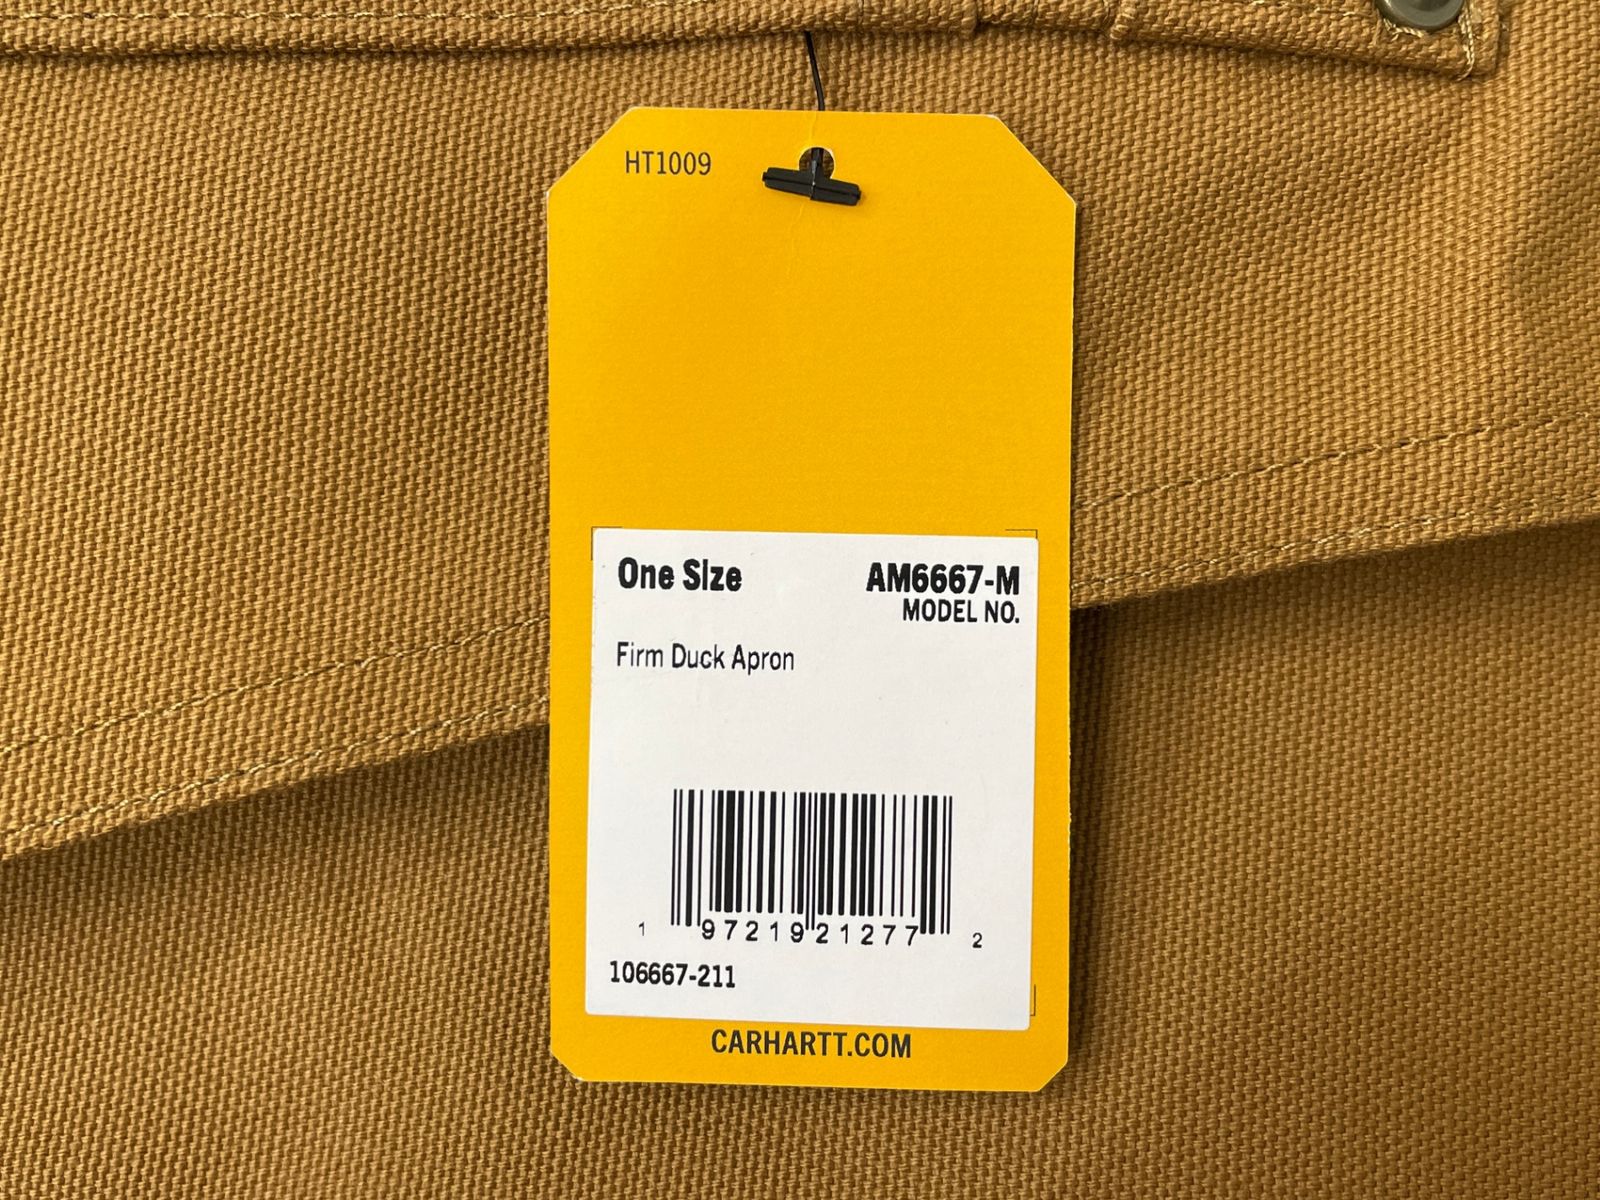 HT1009
One Size
AM6667-M
MODEL NO.
Firm Duck Apron
1 97219 21277 2
106667-211
CARHARTT.COM